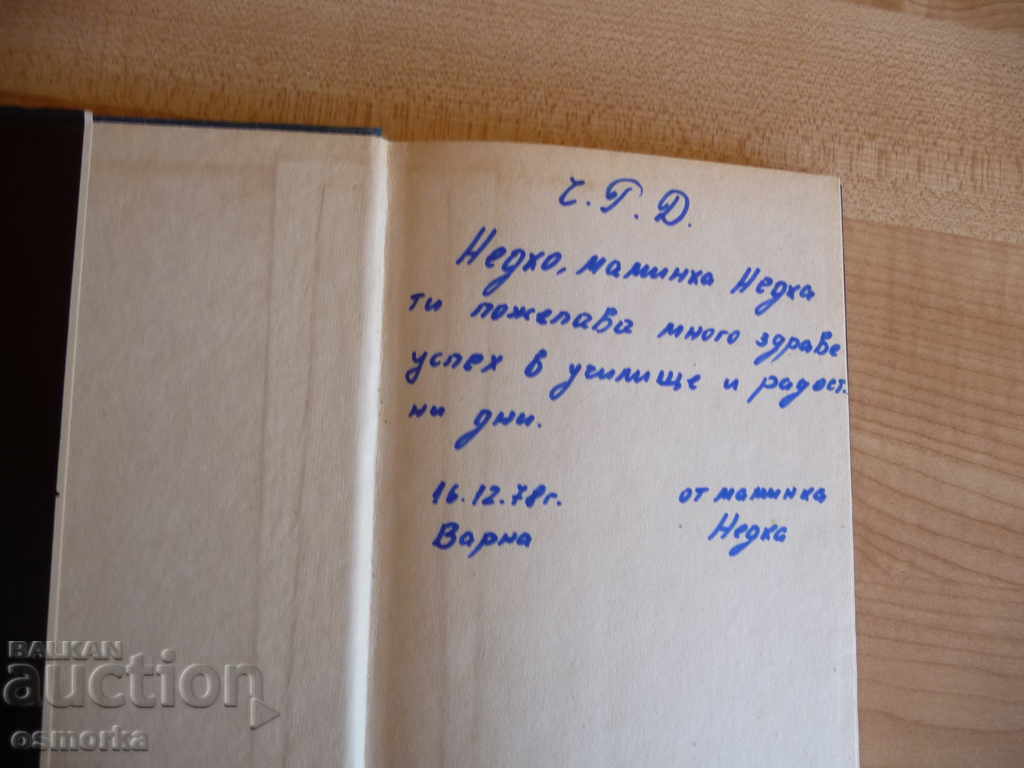 Ч.Г.Д.
Недко, маминка Недка
ти пожелава много здраве
успех в училище и радост-
ни дни.
16.12.78г. от маминка
Варна Недка
BALKAN
auction
osmorka